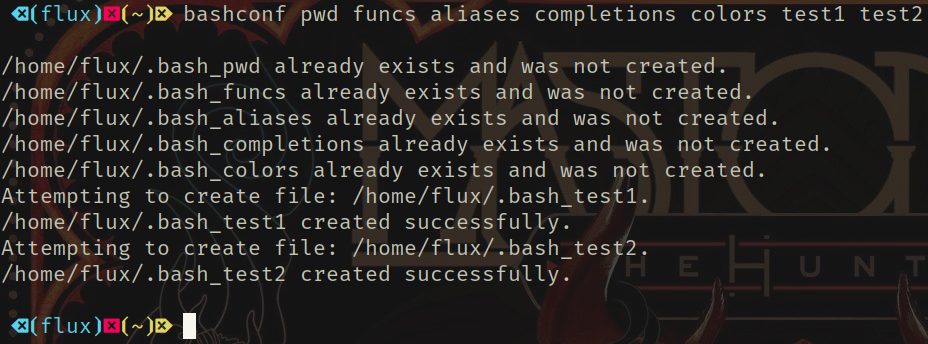 (flux)(~) bashconf pwd funcs aliases completions colors test1 test2
/home/flux/.bash_pwd already exists and was not created.
/home/flux/.bash_funcs already exists and was not created.
/home/flux/.bash_aliases already exists and was not created.
/home/flux/.bash_completions already exists and was not created.
/home/flux/.bash_colors already exists and was not created.
Attempting to create file: /home/flux/.bash_test1.
/home/flux/.bash_test1 created successfully.
Attempting to create file: /home/flux/.bash_test2.
/home/flux/.bash_test2 created successfully.
(flux)(~)